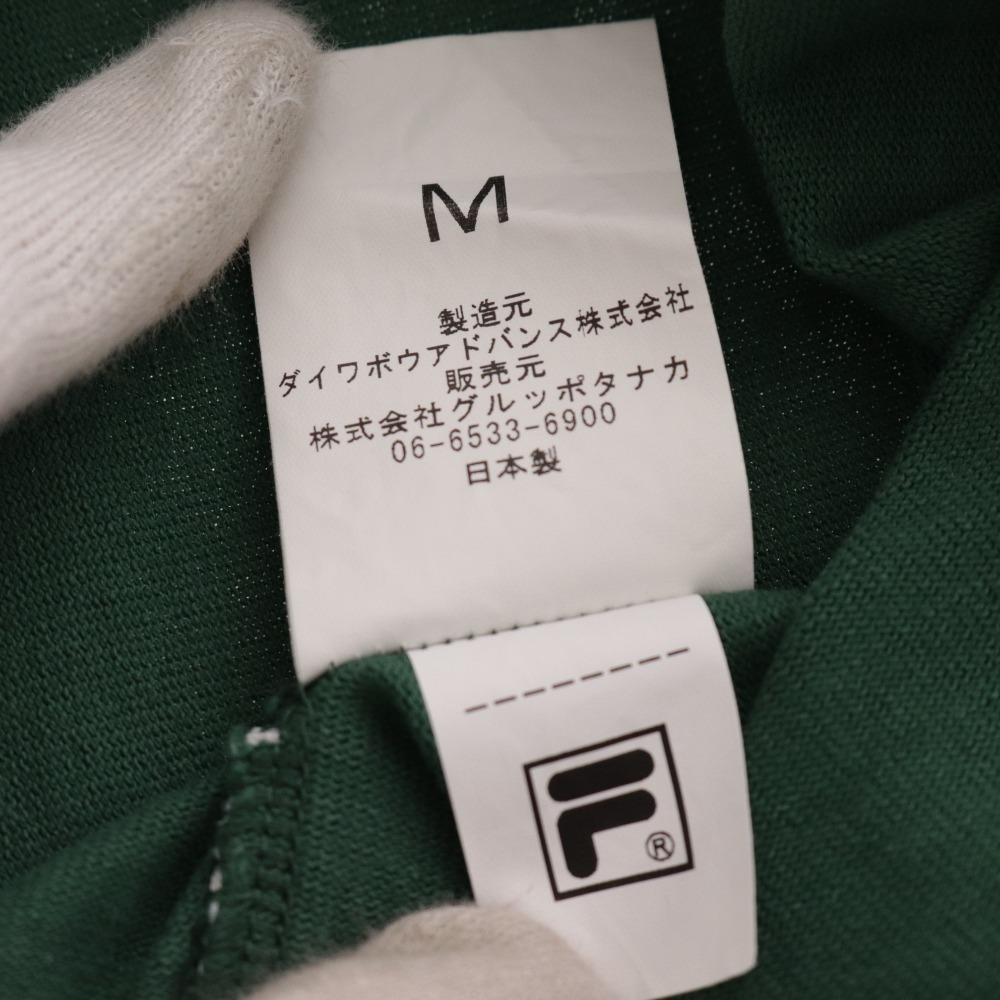 M
製造元
ダイワボウアドバンス株式会社
販売元
株式会社グルッポタナカ
06-6533-6900
日本製
F
®